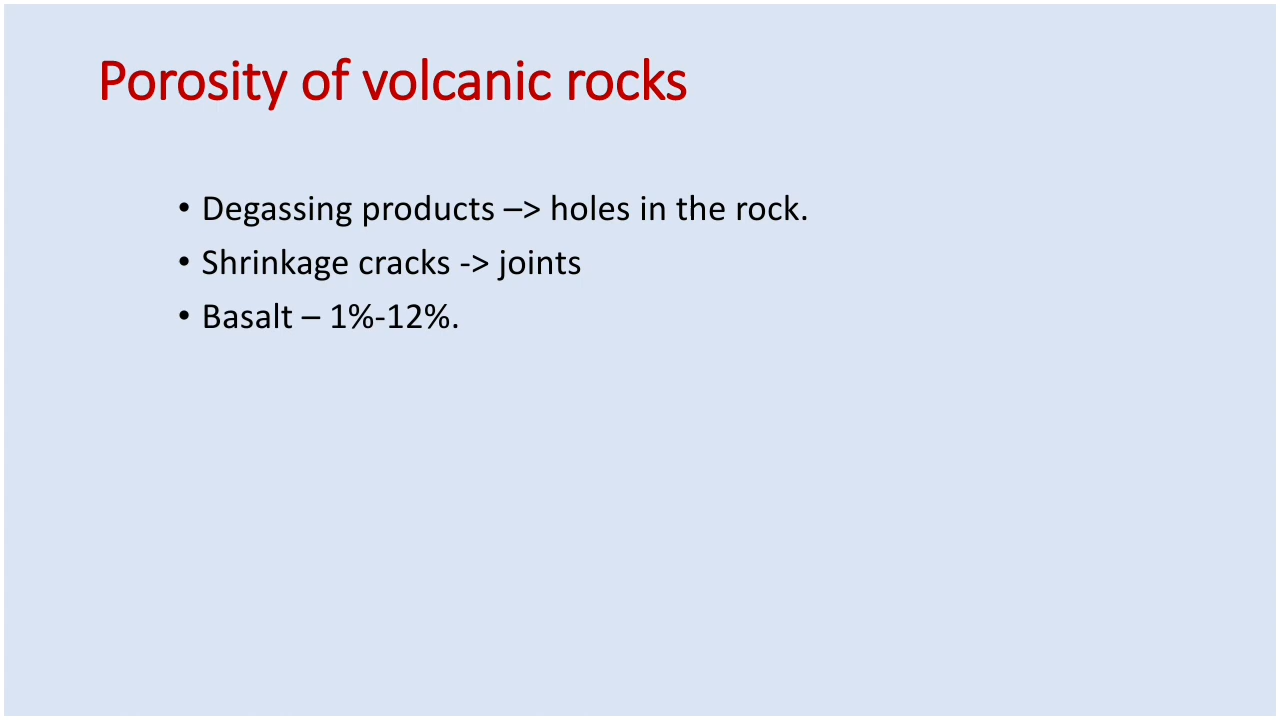 Porosity of volcanic rocks
• Degassing products –> holes in the rock.
• Shrinkage cracks -> joints
• Basalt – 1%-12%.